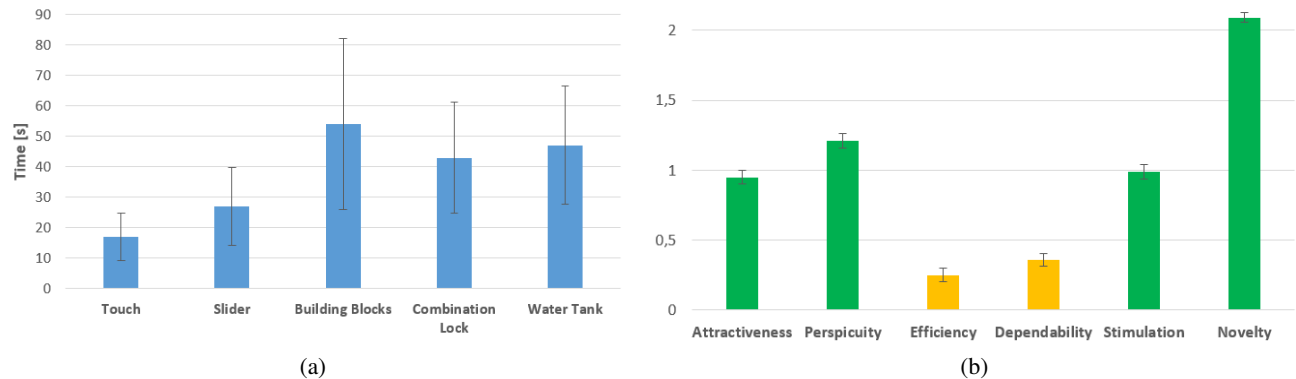 90
80
70
60
50
40
30
20
10
0
Time [s]
Touch
Slider
Building Blocks
Combination
Lock
Water Tank
(a)
2
1,5
1
0,5
0
Attractiveness
Perspicuity
Efficiency
Dependability
Stimulation
Novelty
(b)